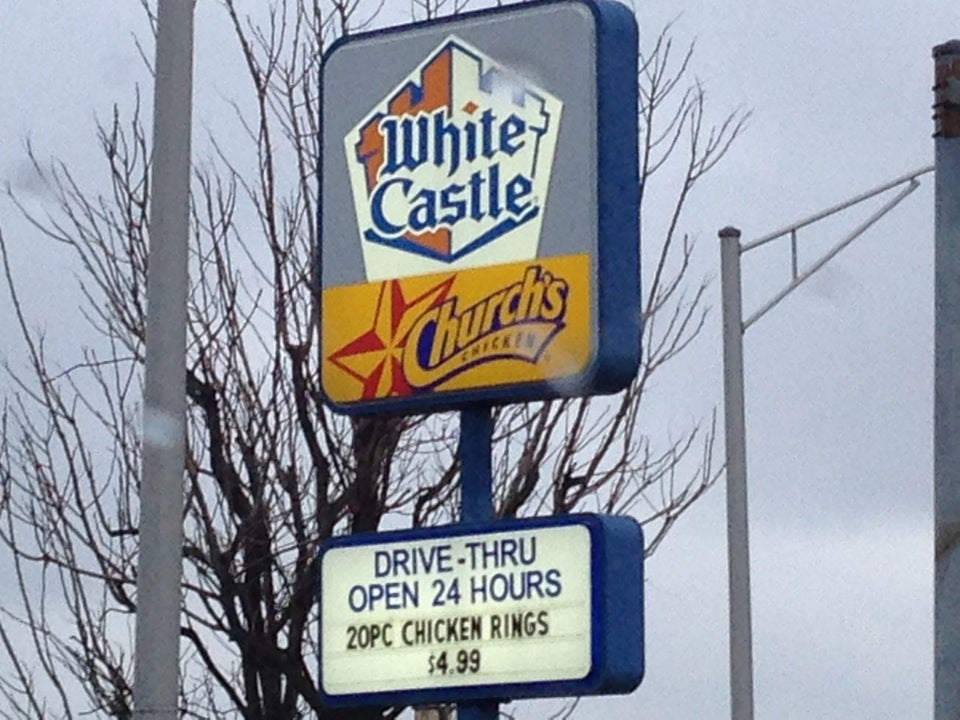 White
Castle
Church's
CHICKEN
DRIVE-THRU
OPEN 24 HOURS
20PC CHICKEN RINGS
$4.99